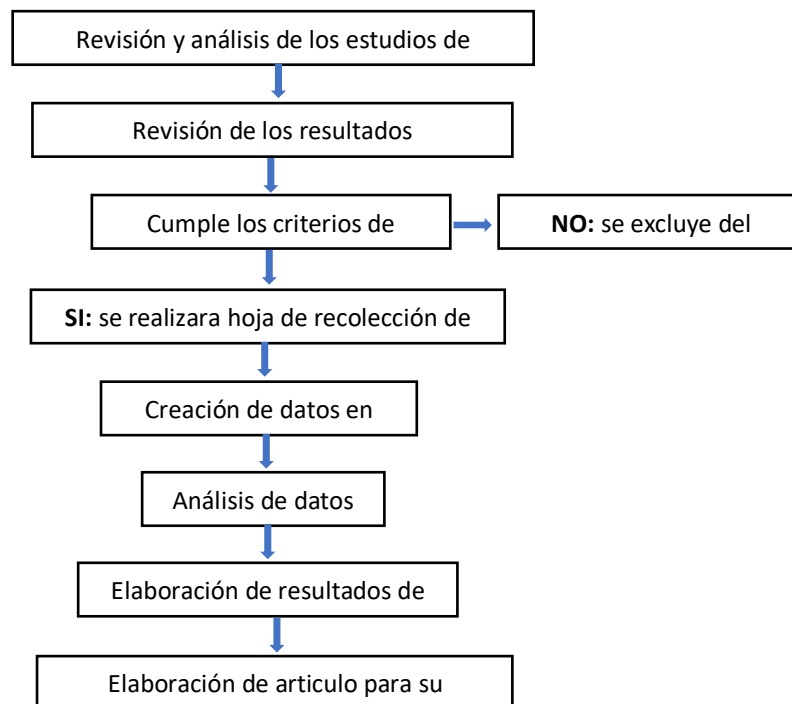 Revisión y análisis de los estudios de
Revisión de los resultados
Cumple los criterios de
NO: se excluye del
SI: se realizara hoja de recolección de
Creación de datos en
Análisis de datos
Elaboración de resultados de
Elaboración de articulo para su